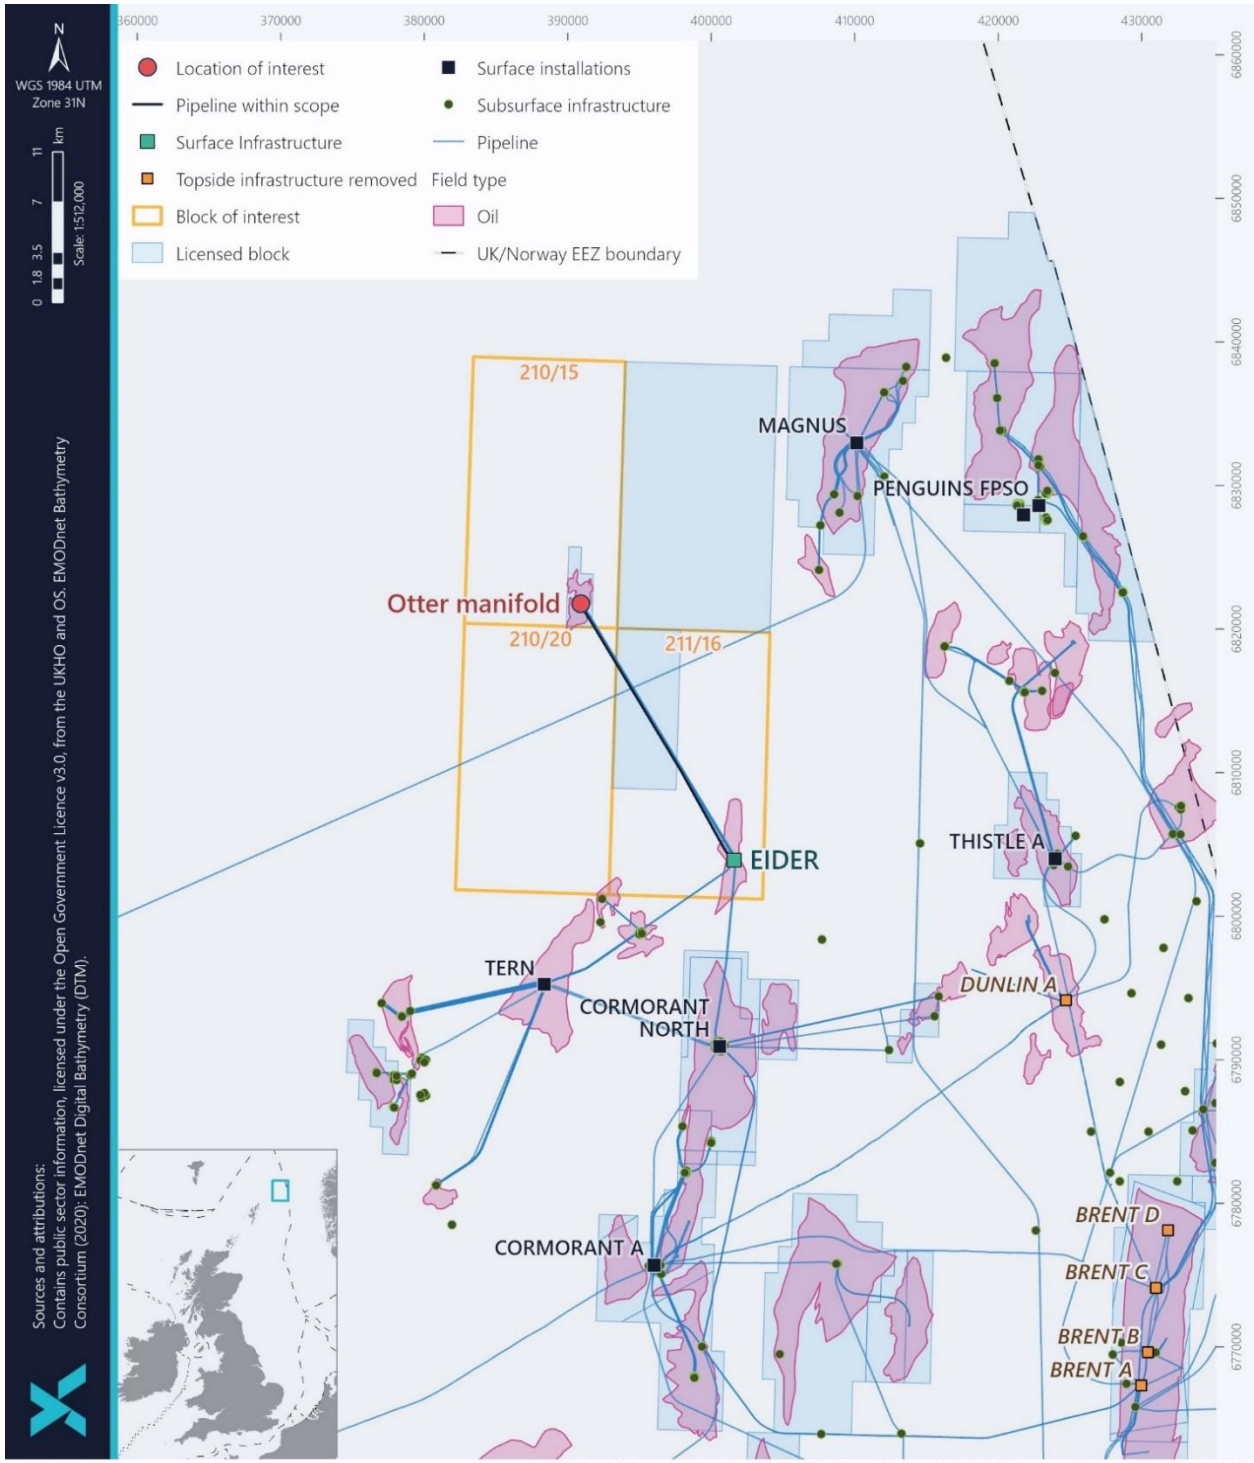 360000 370000 380000 390000 400000 410000 420000 430000
N
WGS 1984 UTM
Zone 31N
km
0 1.8 3.5 7 11
Scale: 1:512,000
Location of interest
Pipeline within scope
Surface Infrastructure
Topside infrastructure removed
Block of interest
Licensed block
Surface installations
Subsurface infrastructure
Pipeline
Field type
Oil
UK/Norway EEZ boundary
6860000
6850000
6840000
6830000
6820000
6810000
6800000
6790000
6780000
6770000
210/15
MAGNUS
PENGUINS FPSO
Otter manifold
210/20
211/16
THISTLE A
EIDER
TERN
DUNLIN A
CORMORANT
NORTH
BRENT D
CORMORANT A
BRENT C
BRENT B
BRENT A
Sources and attributions:
Contains public sector information, licensed under the Open Government Licence v3.0, from the UKHO and OS. EMODnet Bathymetry
Consortium (2020): EMODnet Digital Bathymetry (DTM).